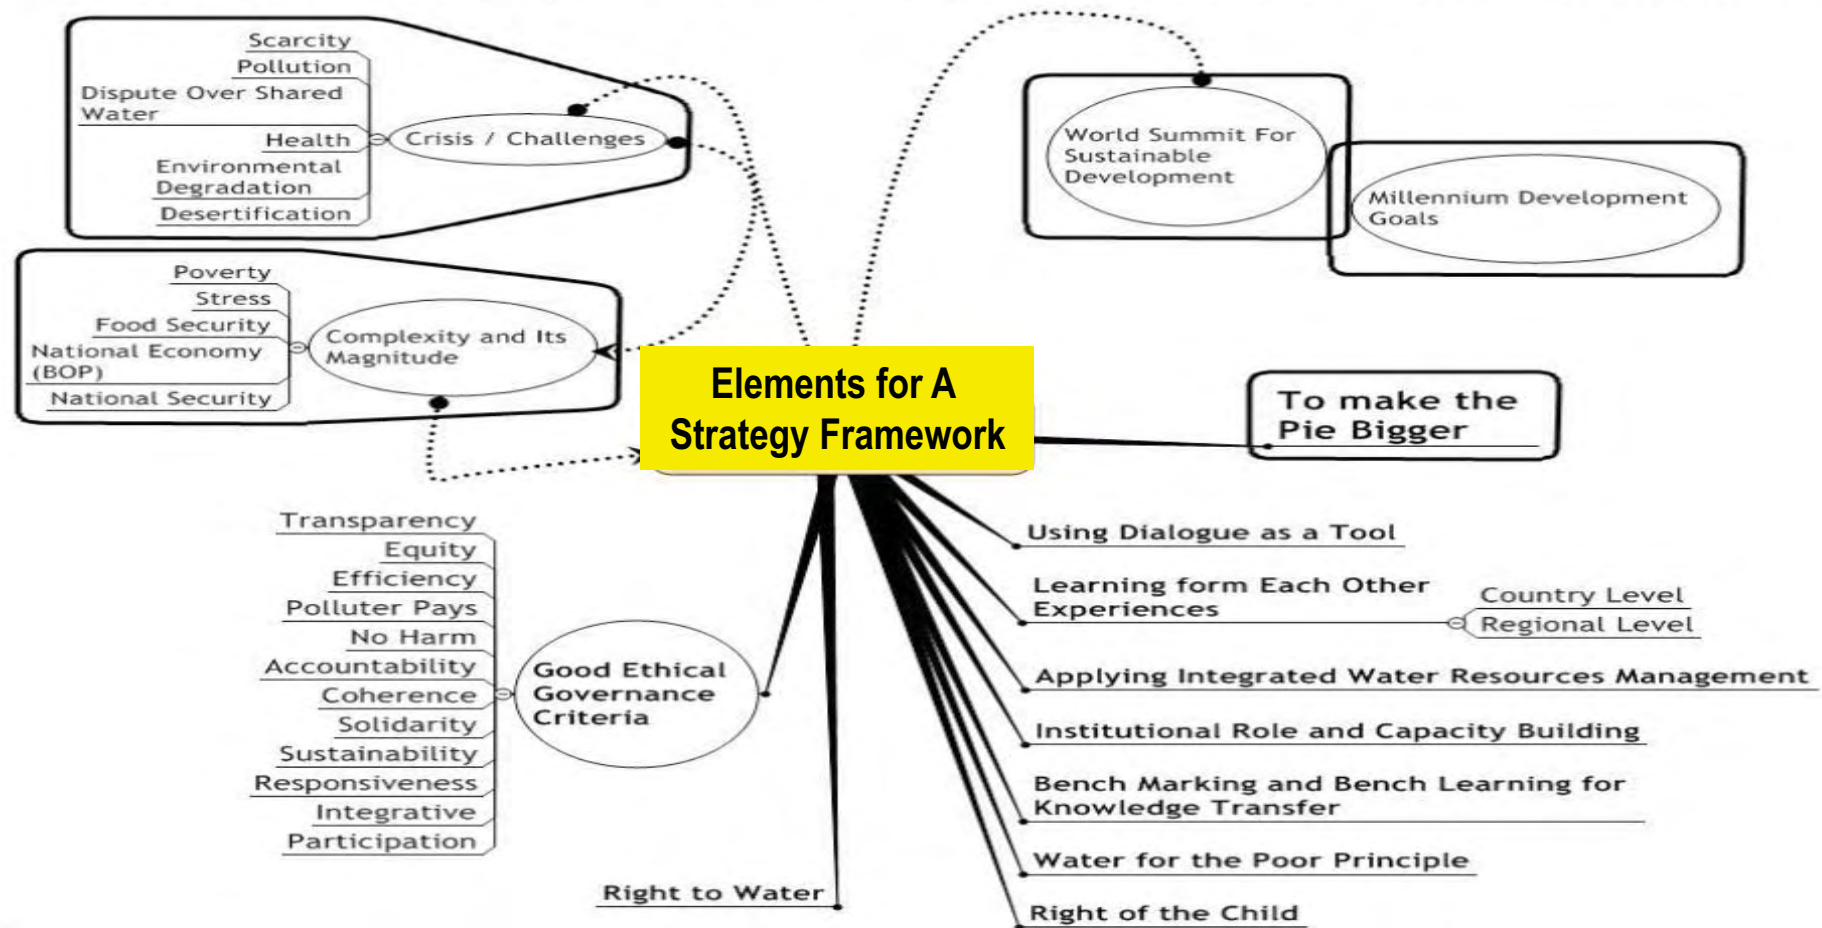 Scarcity
Pollution
Dispute Over Shared
Water
Health
Environmental
Degradation
Desertification
Crisis / Challenges
Poverty
Stress
Food Security
National Economy
(BOP)
National Security
Complexity and Its
Magnitude
World Summit For
Sustainable
Development
Millennium Development
Goals
Elements for A
Strategy Framework
To make the
Pie Bigger
Transparency
Equity
Efficiency
Polluter Pays
No Harm
Accountability
Coherence
Solidarity
Sustainability
Responsiveness
Integrative
Participation
Good Ethical
Governance
Criteria
Right to Water
Using Dialogue as a Tool
Learning form Each Other
Experiences
Country Level
Regional Level
Applying Integrated Water Resources Management
Institutional Role and Capacity Building
Bench Marking and Bench Learning for
Knowledge Transfer
Water for the Poor Principle
Right of the Child